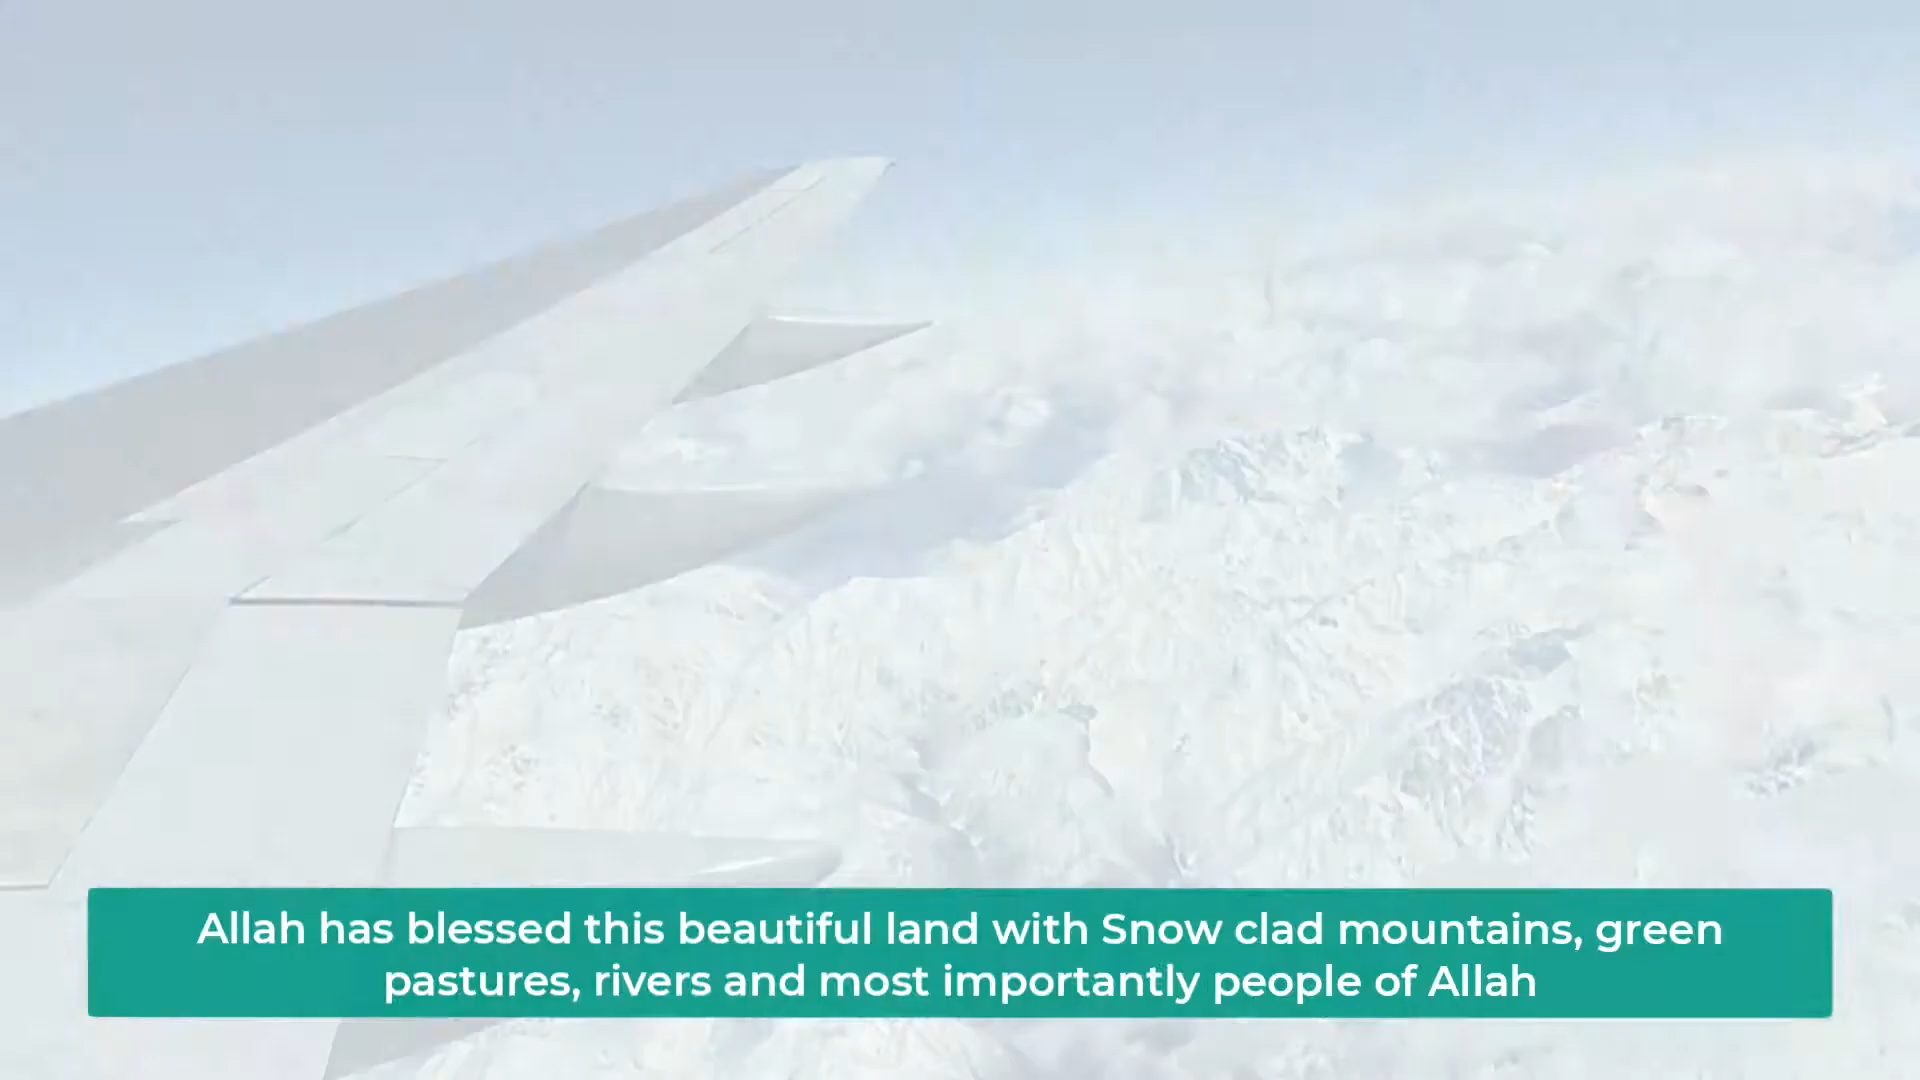 Allah has blessed this beautiful land with Snow clad mountains, green
pastures, rivers and most importantly people of Allah